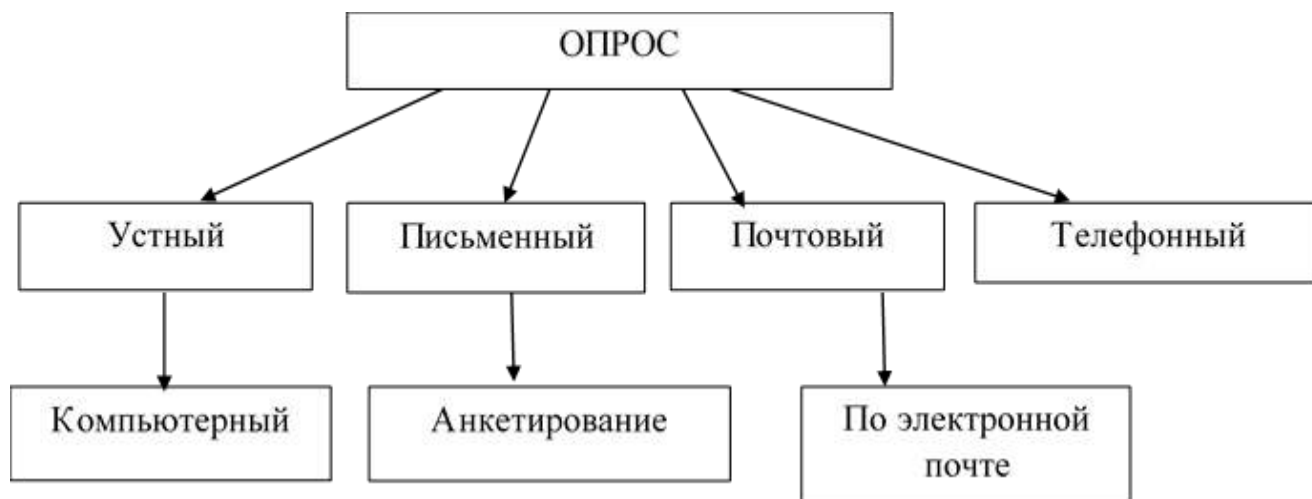 ОПРОС
Устный
Письменный
Почтовый
Телефонный
Компьютерный
Анкетирование
По электронной
почте